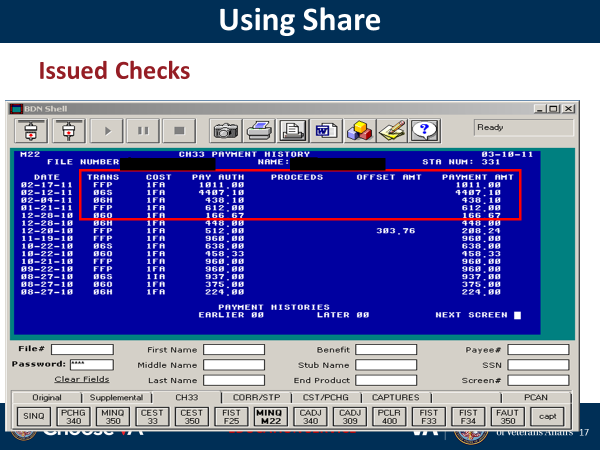 Using Share
Issued Checks
BDN Shell
Ready
M22 CH33 PAYMENT HISTORY 03-10-11
FILE NUMBER NAME: STA NUM: 331
DATE TRANS COST PAY AUTH PROCEEDS OFFSET AMT PAYMENT AMT
02-17-11 FFP 1FA 1011.00 1011.00
02-12-11 06S 1FA 4407.10 4407.10
02-04-11 06H 1FA 438.10 438.10
01-21-11 FFP 1FA 612.00 612.00
12-28-10 060 1FA 166.67 166.67
12-28-10 06H 1FA 448.00 448.00
12-20-10 FFP 1FA 512.00 303.76 208.24
11-19-10 FFP 1FA 960.00 960.00
10-22-10 06S 1FA 638.00 638.00
10-22-10 060 1FA 458.33 458.33
10-21-10 FFP 1FA 960.00 960.00
09-22-10 FFP 1FA 960.00 960.00
08-27-10 06S 1IA 937.00 937.00
08-27-10 060 1FA 375.00 375.00
08-27-10 06H 1FA 224.00 224.00
PAYMENT HISTORIES
EARLIER 00 LATER 00 NEXT SCREEN
File# First Name Benefit Payee#
Password: **** Middle Name Stub Name SSN
Clear Fields Last Name End Product Screen#
Original Supplemental CH33 CORR/STP CST/PCHG CAPTURES PCAN
SINQ PCHG 340 MINQ 350 CEST 33 CEST 350 FIST F25 MINQ M22 CADJ 340 CADJ 309 PCLR 400 FIST F33 FIST F34 FAUT 350 capt
of Veterans Affairs 17